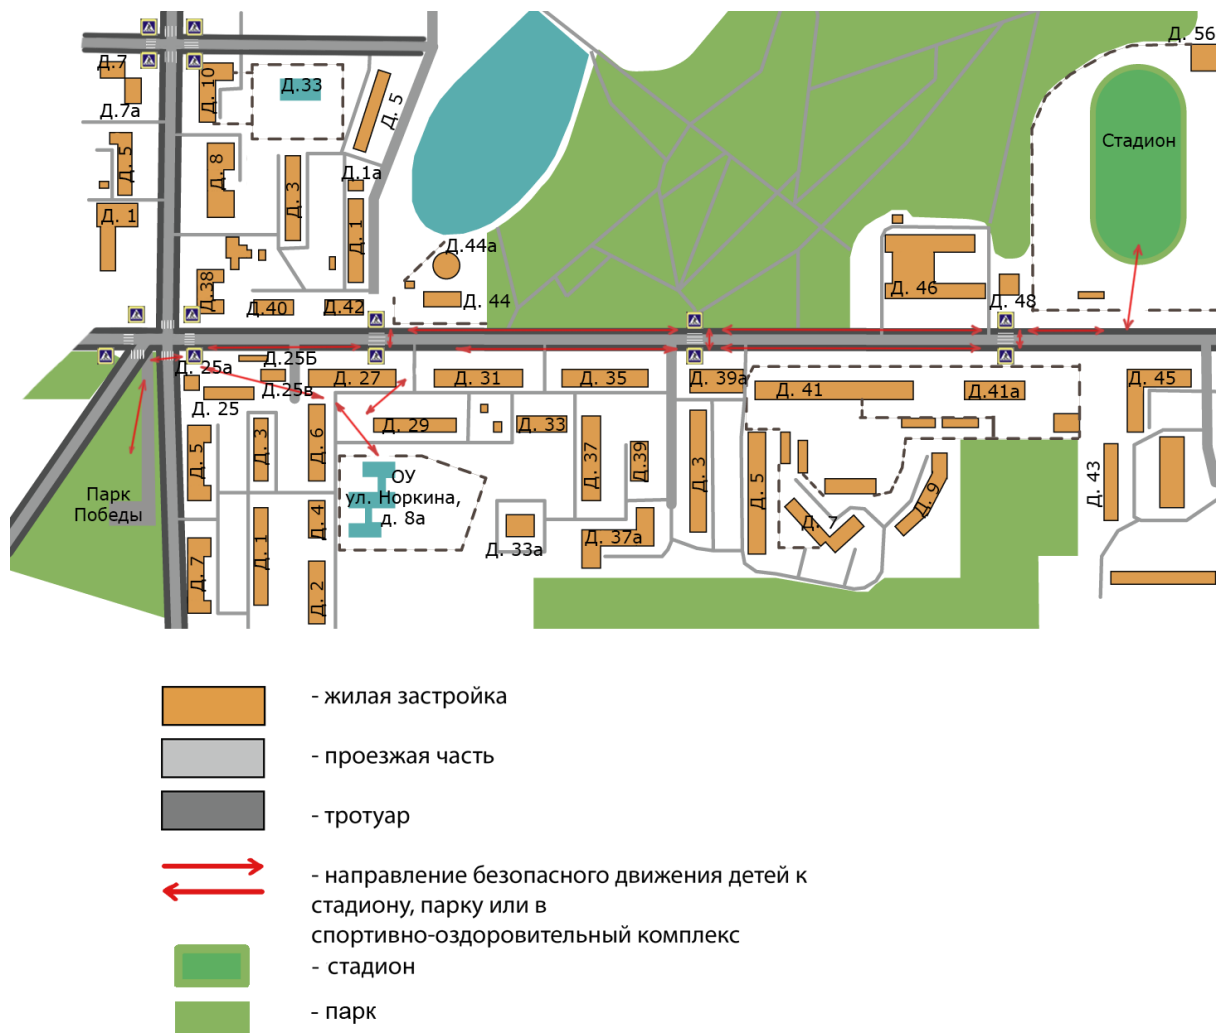 Д. 56
Д.7
Д.10
Д.33
Д. 5
Д.7а
Стадион
Д. 5
Д. 8
Д. 3
Д.1а
Д. 1
Д. 1
Д.44а
Д.38
Д.40
Д.42
Д. 44
Д. 46
Д. 48
Д.25Б
Д. 25а
Д.25в
Д. 25
Д. 27
Д. 31
Д. 35
Д. 39а
Д. 41
Д.41а
Д. 45
Д. 29
Д. 33
Д. 5
Д. 3
Д. 6
Д. 37
Д.39
Д. 3
Д. 5
Д. 43
Д. 9
Парк
Победы
ОУ
ул. Норкина,
д. 8а
Д. 4
Д. 7
Д. 33а
Д. 37а
Д. 7
Д. 1
Д. 2
- жилая застройка
- проезжая часть
- тротуар
- направление безопасного движения детей к
стадиону, парку или в
спортивно-оздоровительный комплекс
- стадион
- парк